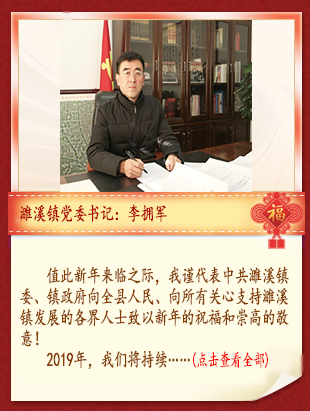 濉溪镇党委书记：李拥军
福
值此新年来临之际，我谨代表中共濉溪镇
委、镇政府向全县人民、向所有关心支持濉溪
镇发展的各界人士致以新年的祝福和崇高的敬
意！
2019年，我们将持续……(点击查看全部)